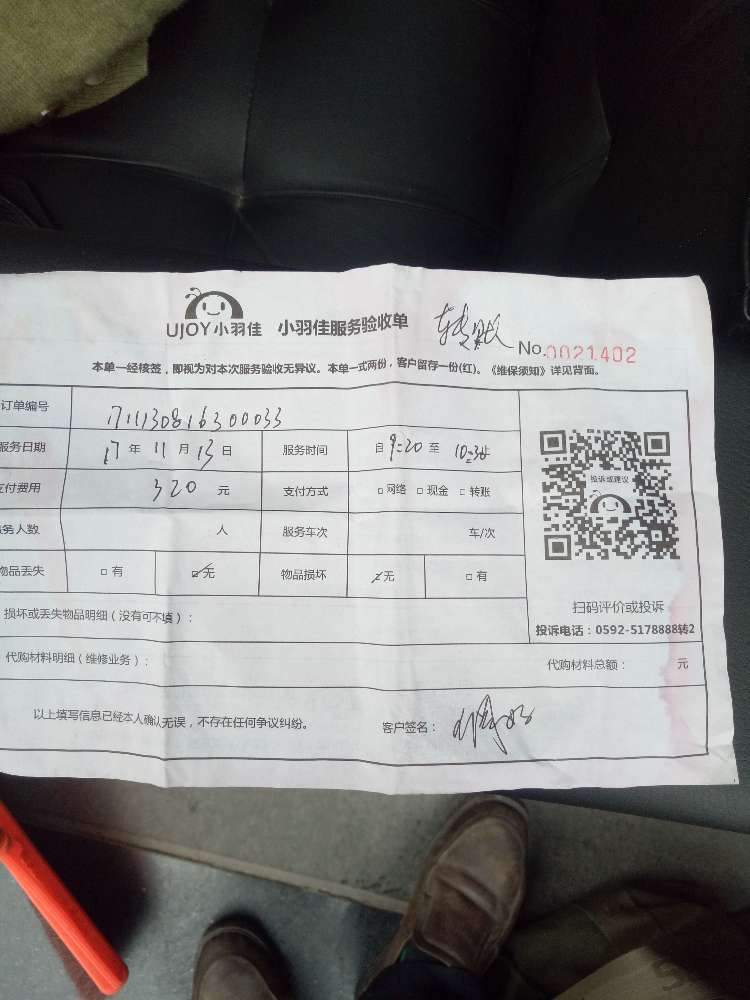 UJOY小羽佳 小羽佳服务验收单 转账 No.0021402
本单一经核签，即视为对本次服务验收无异议。本单一式两份，客户留存一份(红)。《维保须知》详见背面。
订单编号 1711130816300033
服务日期 17 年 11 月 13 日 服务时间 自 9:20 至 10:38
支付费用 320 元 支付方式 □网络 □现金 □转账
务人数 人 服务车次 车/次
物品丢失 □有 ☑无 物品损坏 ☑无 □有
投诉或建议
扫码评价或投诉
投诉电话：0592-5178888转2
损坏或丢失物品明细（没有可不填）：
代购材料明细（维修业务）： 代购材料总额： 元
以上填写信息已经本人确认无误，不存在任何争议纠纷。 客户签名：